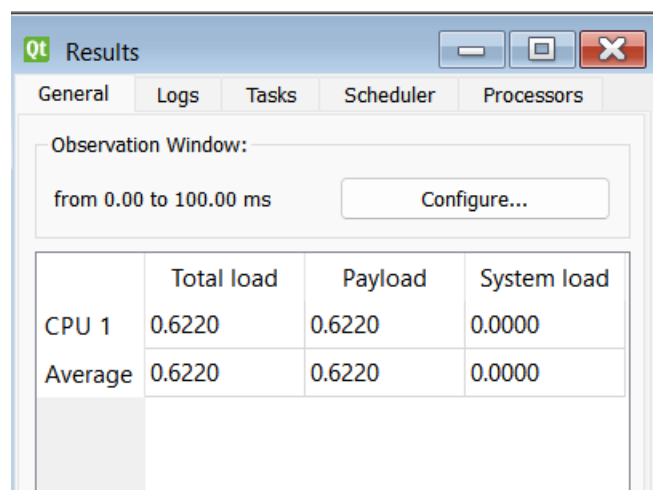 Qt Results
General Logs Tasks Scheduler Processors
Observation Window:
from 0.00 to 100.00 ms Configure...
Total load Payload System load
CPU 1 0.6220 0.6220 0.0000
Average 0.6220 0.6220 0.0000